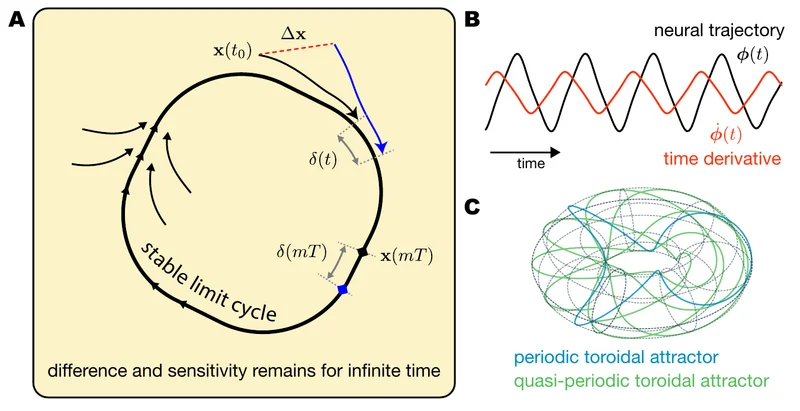 A
x(t₀)
Δx
δ(t)
δ(mT)
x(mT)
stable limit cycle
difference and sensitivity remains for infinite time
B
neural trajectory
ϕ(t)
ϕ̇(t)
time
time derivative
C
periodic toroidal attractor
quasi-periodic toroidal attractor